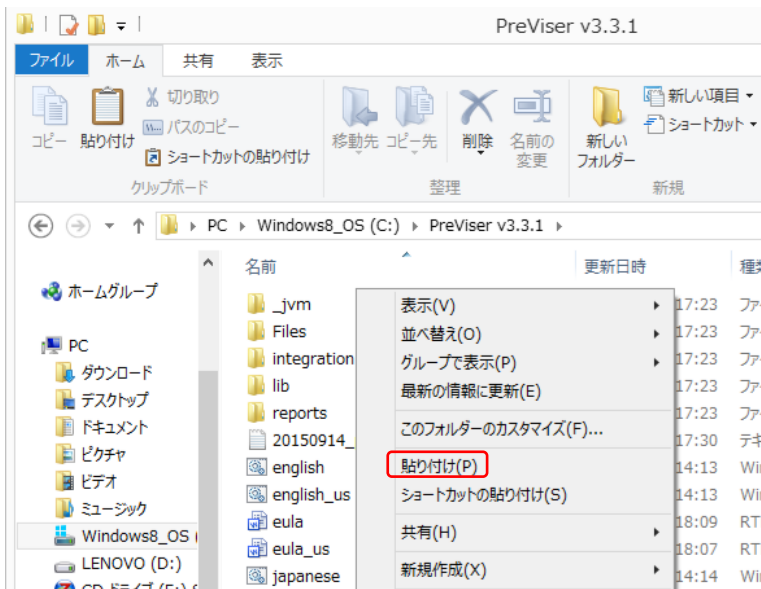 PreViser v3.3.1
ファイル ホーム 共有 表示
コピー 貼り付け 切り取り
パスのコピー
ショートカットの貼り付け
クリップボード
移動先 コピー先 削除 名前の変更
整理
新しいフォルダー
新しい項目
ショートカット
新規
PC Windows8_OS (C:) PreViser v3.3.1
名前 更新日時
ホームグループ
PC
ダウンロード
デスクトップ
ドキュメント
ピクチャ
ビデオ
ミュージック
Windows8_OS (
LENOVO (D:)
_jvm
Files
integration
lib
reports
20150914_
english
english_us
eula
eula_us
japanese
表示(V)
並べ替え(O)
グループで表示(P)
最新の情報に更新(E)
このフォルダーのカスタマイズ(F)...
貼り付け(P)
ショートカットの貼り付け(S)
共有(H)
新規作成(X)
17:23
17:23
17:23
17:23
17:23
17:30
14:13
14:13
18:09 RT
18:07 RT
14:14